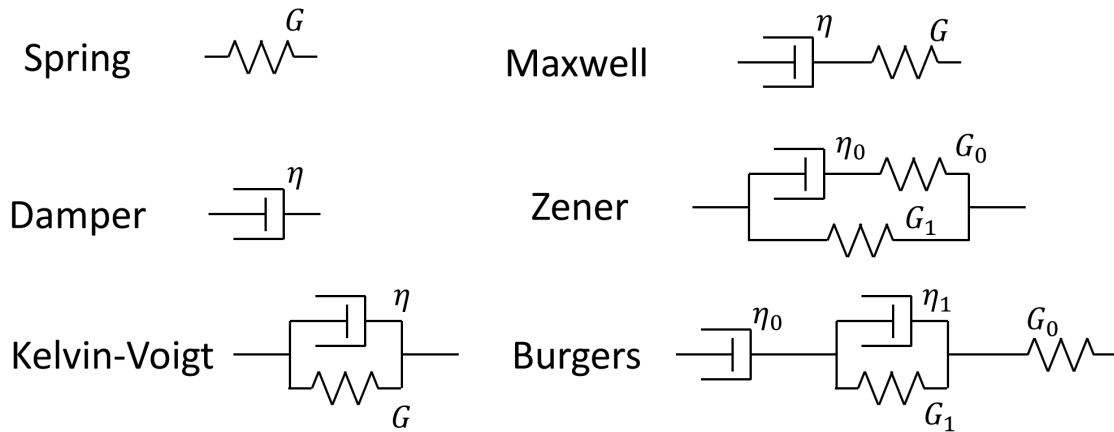 Spring G
Maxwell η G
Damper η
Zener η₀ G₀
G₁
Kelvin-Voigt η
G
Burgers η₀ η₁ G₀
G₁